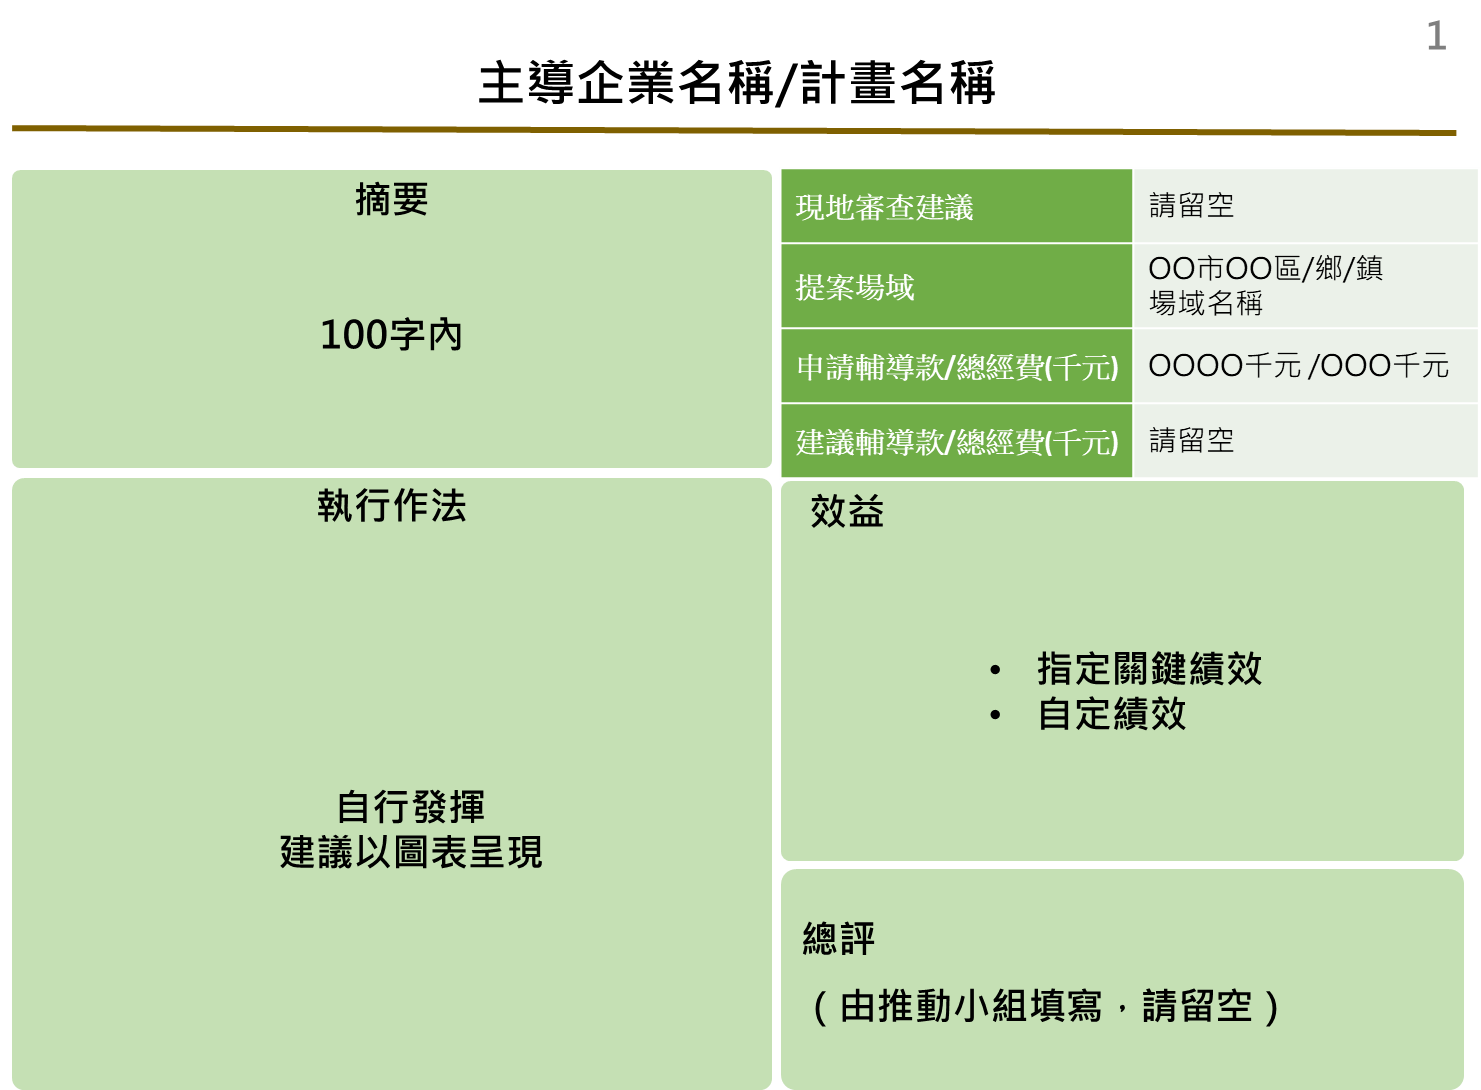 1
主導企業名稱/計畫名稱
摘要
100字內
現地審查建議
請留空
提案場域
OO市OO區/鄉/鎮
場域名稱
申請輔導款/總經費(千元)
OOOO千元 /OOO千元
建議輔導款/總經費(千元)
請留空
執行作法
自行發揮
建議以圖表呈現
效益
• 指定關鍵績效
• 自定績效
總評
（由推動小組填寫，請留空）